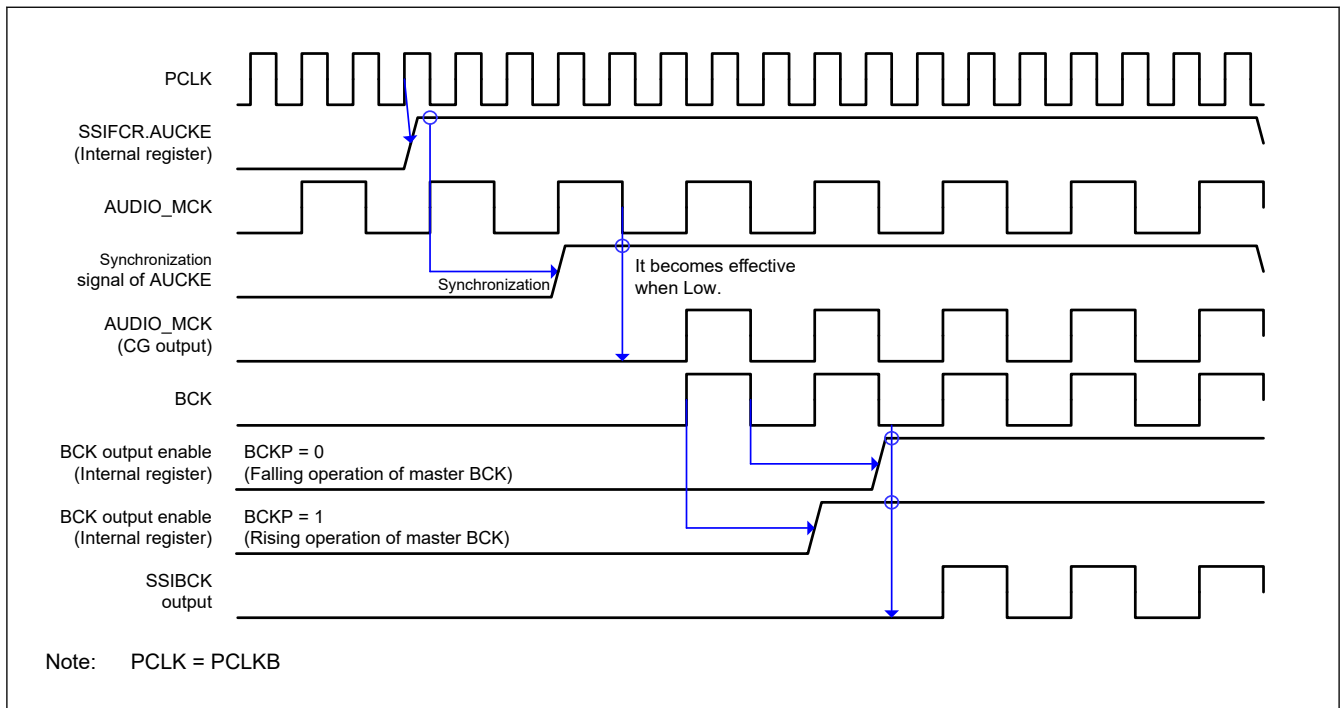 PCLK
SSIFCR.AUCKE
(Internal register)
AUDIO_MCK
Synchronization
signal of AUCKE
Synchronization
It becomes effective
when Low.
AUDIO_MCK
(CG output)
BCK
BCK output enable
(Internal register)
BCKP = 0
(Falling operation of master BCK)
BCK output enable
(Internal register)
BCKP = 1
(Rising operation of master BCK)
SSIBCK
output
Note: PCLK = PCLKB